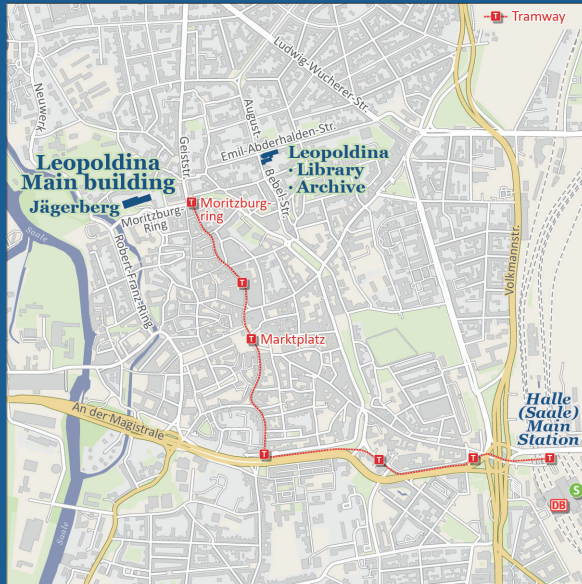 T Tramway
Ludwig-Wucherer-Str.
Neuwerk
August-
Bebel-Str.
Geiststr.
Emil-Abderhalden-Str.
Leopoldina
Main building
Jägerberg
Leopoldina
· Library
· Archive
Moritzburg-
Ring
T Moritzburg-
ring
Saale
Robert-Franz-Ring
Volkmannstr.
T
T Marktplatz
Halle
(Saale)
Main
Station
An der Magistrale
T
T
T
T
S
DB
Saale